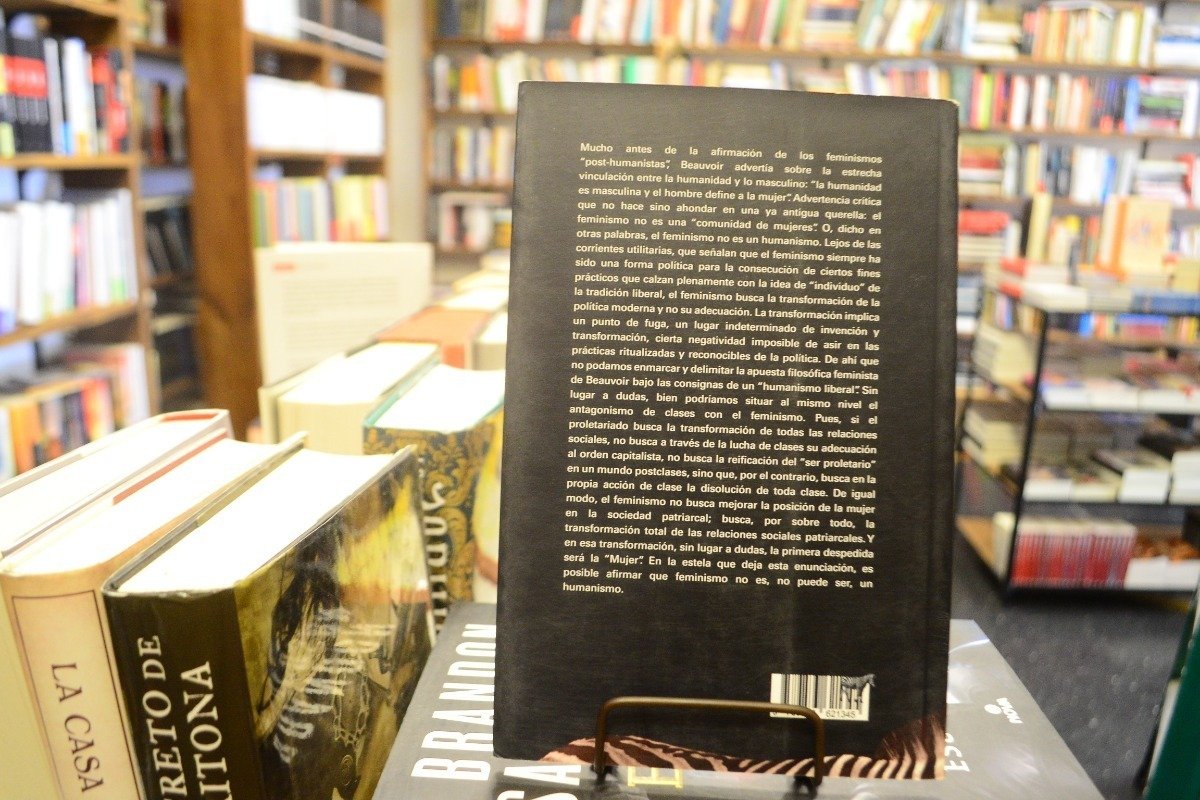 Mucho antes de la afirmación de los feminismos
"post-humanistas", Beauvoir advertía sobre la estrecha
vinculación entre la humanidad y lo masculino: "la humanidad
es masculina y el hombre define a la mujer". Advertencia crítica
que no hace sino ahondar en una ya antigua querella: el
feminismo no es una "comunidad de mujeres". O, dicho en
otras palabras, el feminismo no es un humanismo. Lejos de las
corrientes utilitarias, que señalan que el feminismo siempre ha
sido una forma política para la consecución de ciertos fines
prácticos que calzan plenamente con la idea de "individuo" de
la tradición liberal, el feminismo busca la transformación de la
política moderna y no su adecuación. La transformación implica
un punto de fuga, un lugar indeterminado de invención y
transformación, cierta negatividad imposible de asir en las
prácticas ritualizadas y reconocibles de la política. De ahí que
no podamos enmarcar y delimitar la apuesta filosófica feminista
de Beauvoir bajo las consignas de un "humanismo liberal". Sin
lugar a dudas, bien podríamos situar al mismo nivel el
antagonismo de clases con el feminismo. Pues, si el
proletariado busca la transformación de todas las relaciones
sociales, no busca a través de la lucha de clases su adecuación
al orden capitalista, no busca la reificación del "ser proletario"
en un mundo postclases, sino que, por el contrario, busca en la
propia acción de clase la disolución de toda clase. De igual
modo, el feminismo no busca mejorar la posición de la mujer
en la sociedad patriarcal; busca, por sobre todo, la
transformación total de las relaciones sociales patriarcales. Y
en esa transformación, sin lugar a dudas, la primera despedida
será la "Mujer". En la estela que deja esta enunciación, es
posible afirmar que feminismo no es, no puede ser, un
humanismo.
621345
LA CASA
RETO DE
ITONA
BRANDON